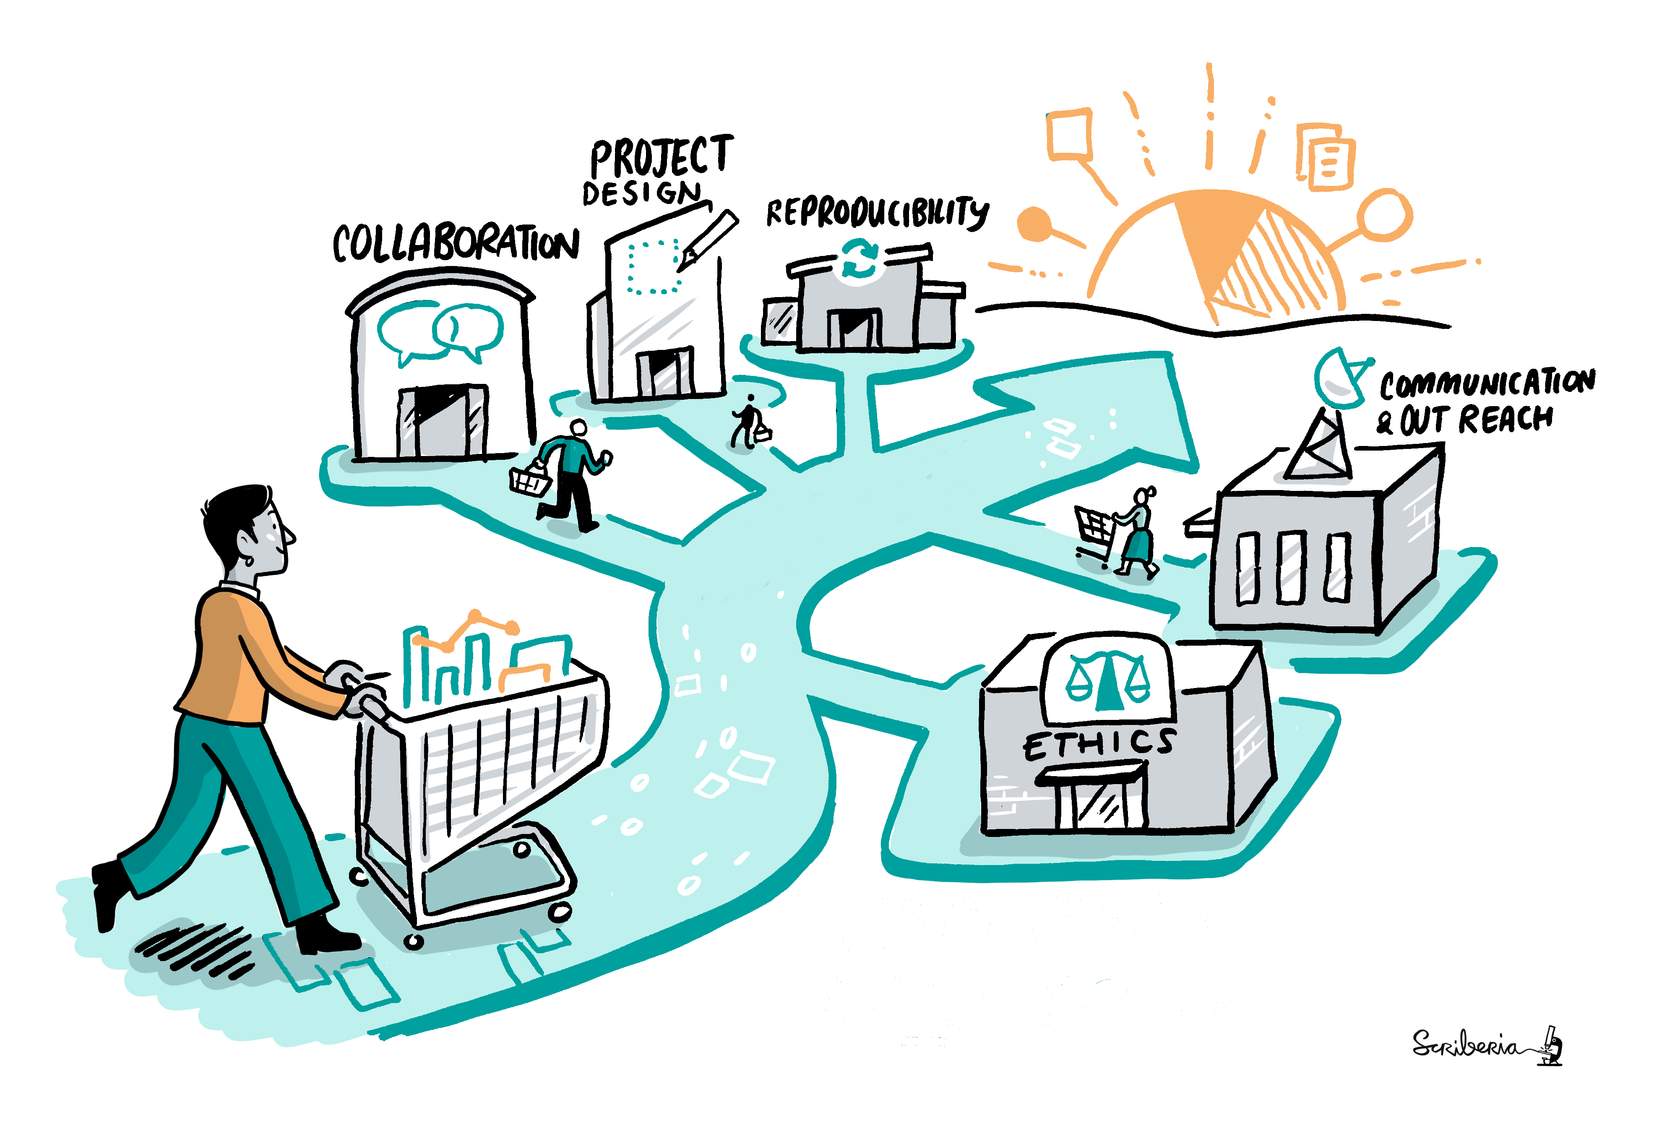 PROJECT
DESIGN
COLLABORATION
REPRODUCIBILITY
COMMUNICATION
& OUT REACH
ETHICS
Scriberia